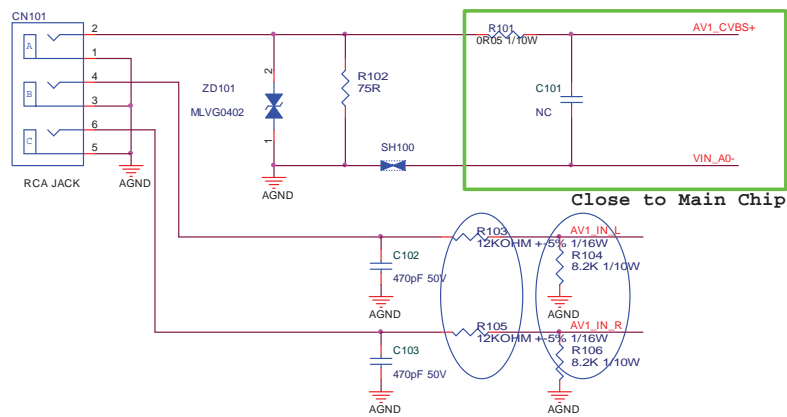 CN101
A
B
C
2
1
4
3
6
5
RCA JACK
AGND
ZD101
MLVG0402
2
1
AGND
R102
75R
SH100
R101
0R05 1/10W
C101
NC
AV1_CVBS+
VIN_A0-
Close to Main Chip
C102
470pF 50V
AGND
R103
12KOHM +-5% 1/16W
AV1_IN_L
R104
8.2K 1/10W
AGND
C103
470pF 50V
AGND
R105
12KOHM +-5% 1/16W
AV1_IN_R
R106
8.2K 1/10W
AGND